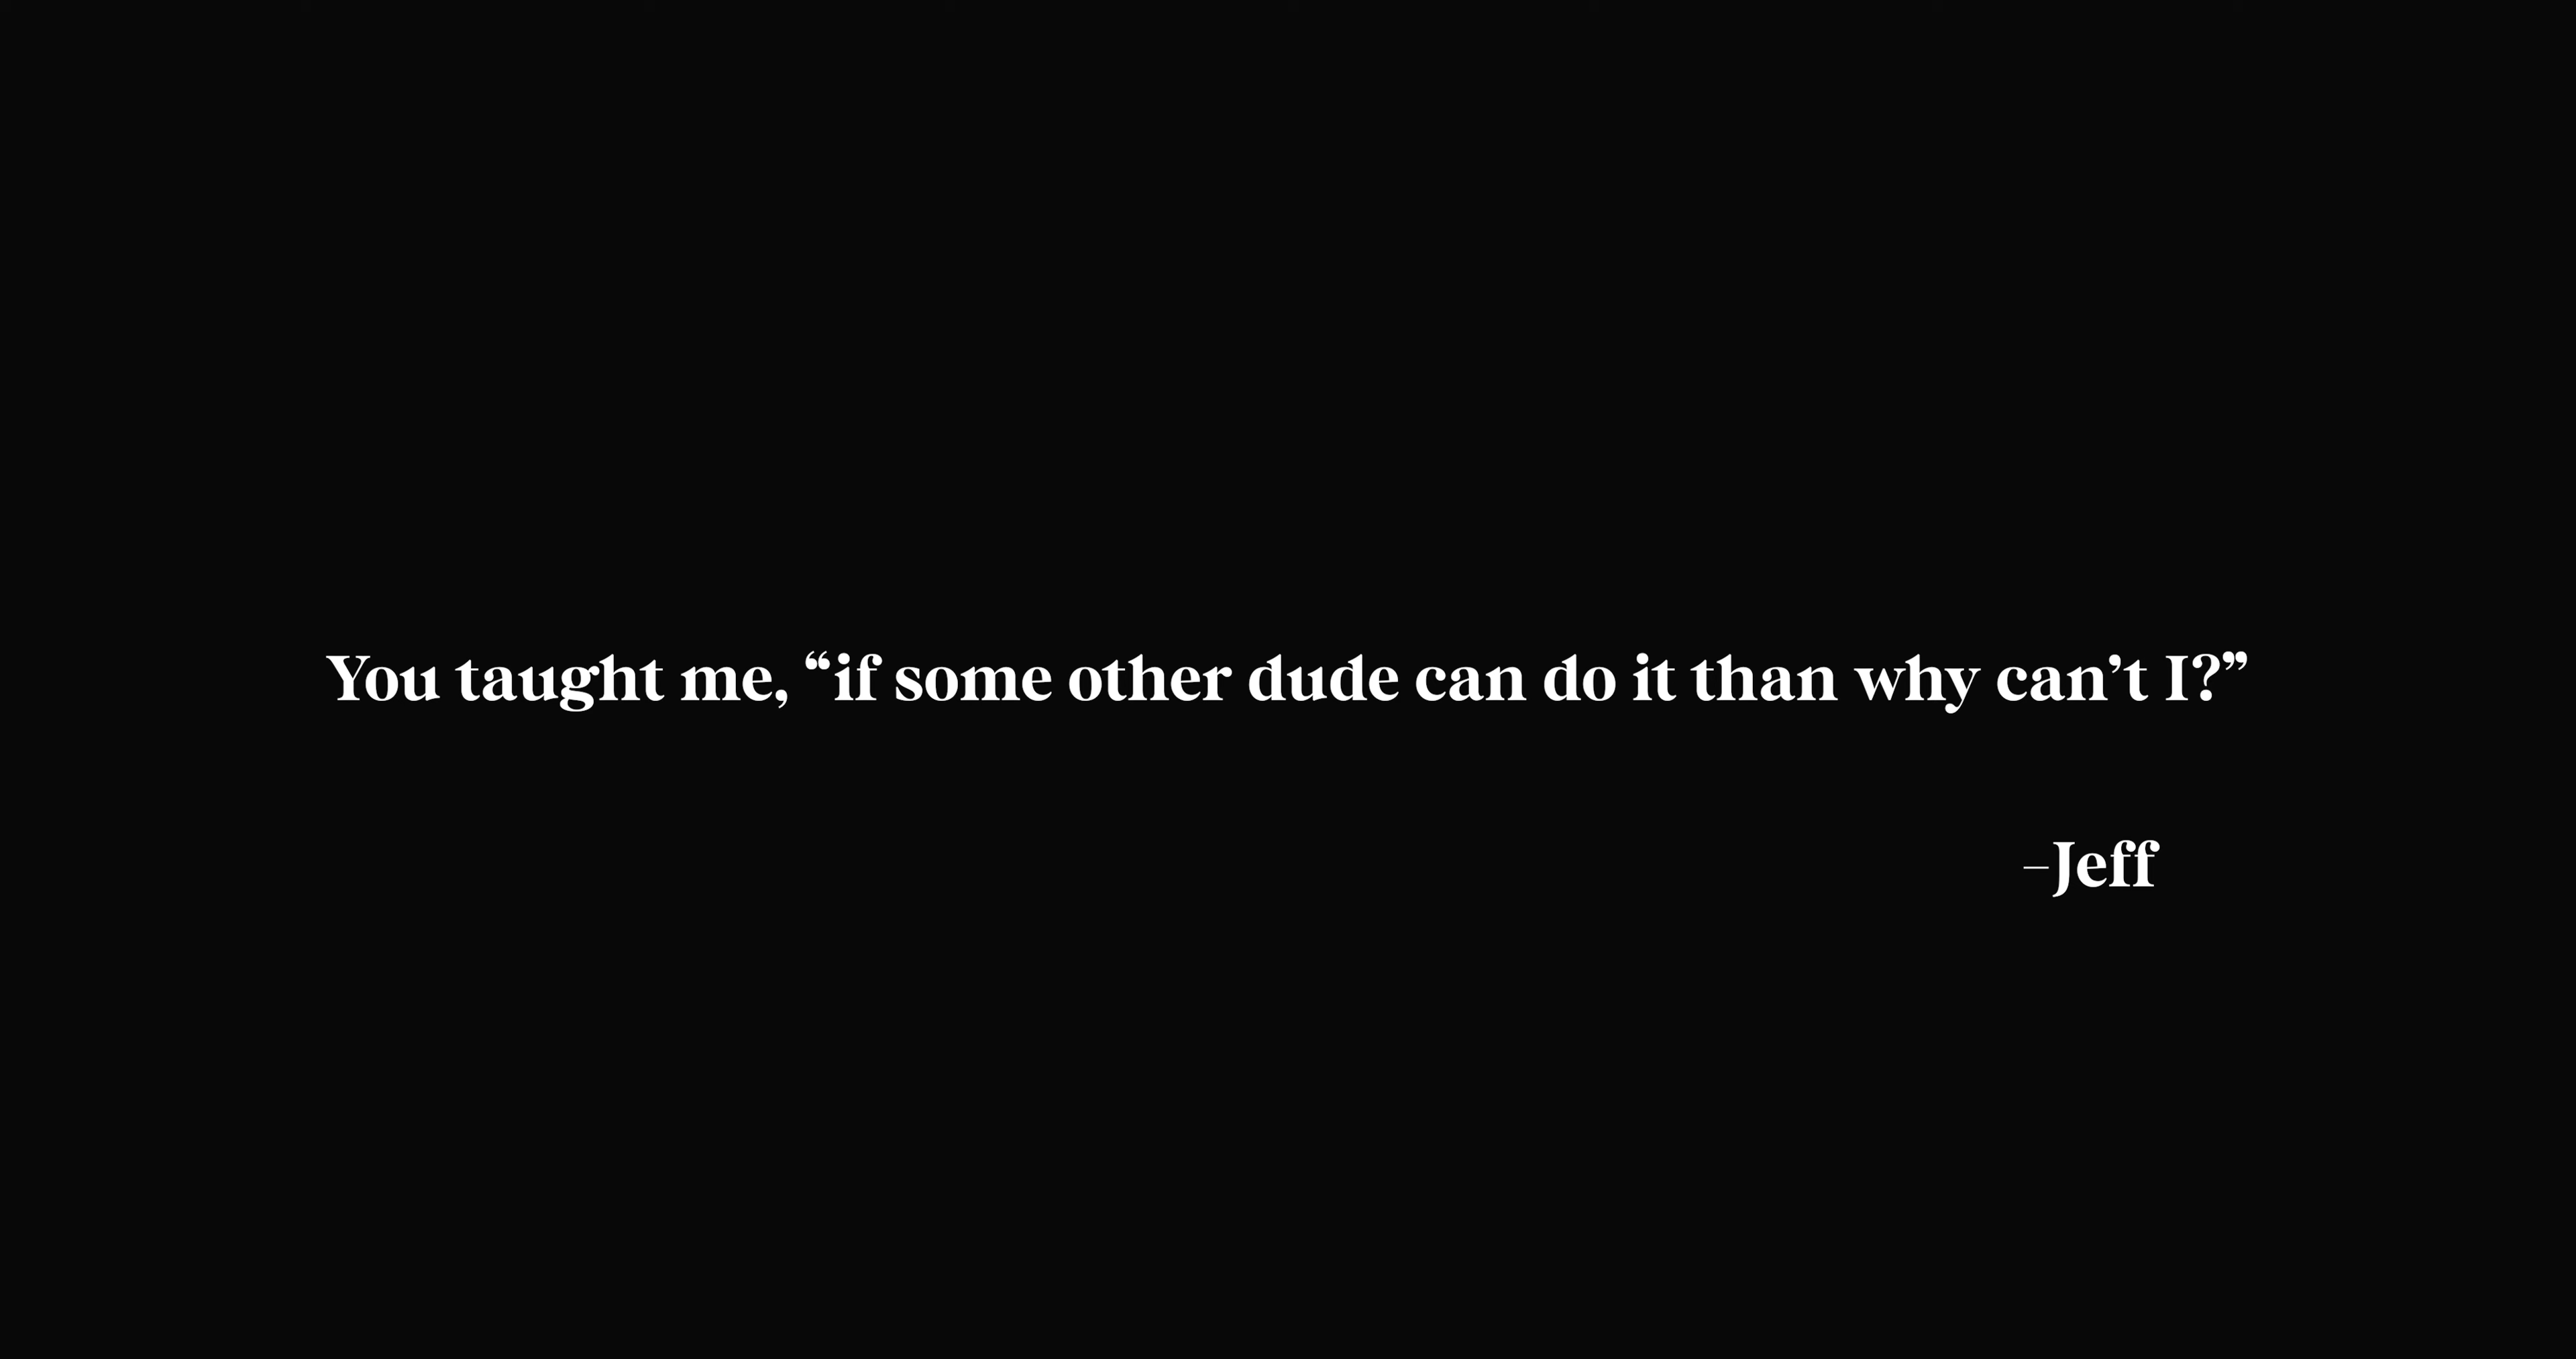 You taught me, “if some other dude can do it than why can’t I?”
–Jeff